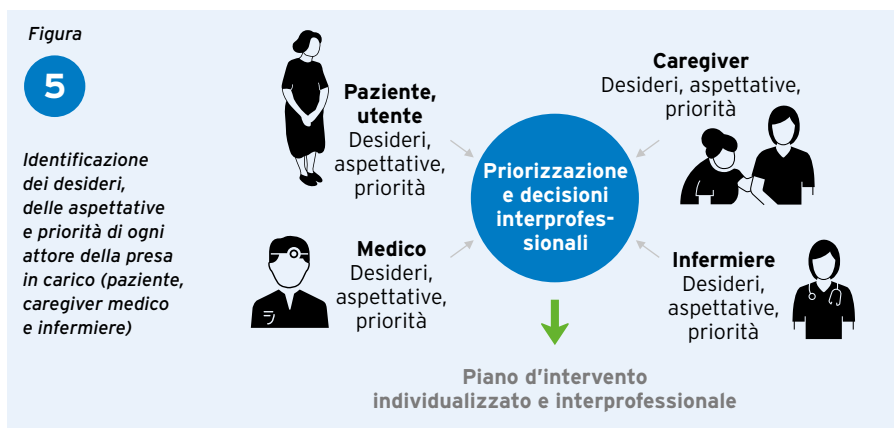 Figura
5
Identificazione
dei desideri,
delle aspettative
e priorità di ogni
attore della presa
in carico (paziente,
caregiver medico
e infermiere)
Paziente,
utente
Desideri,
aspettative,
priorità
Caregiver
Desideri, aspettative,
priorità
Priorizzazione
e decisioni
interprofes-
sionali
Medico
Desideri,
aspettative,
priorità
Infermiere
Desideri,
aspettative,
priorità
Piano d'intervento
individualizzato e interprofessionale